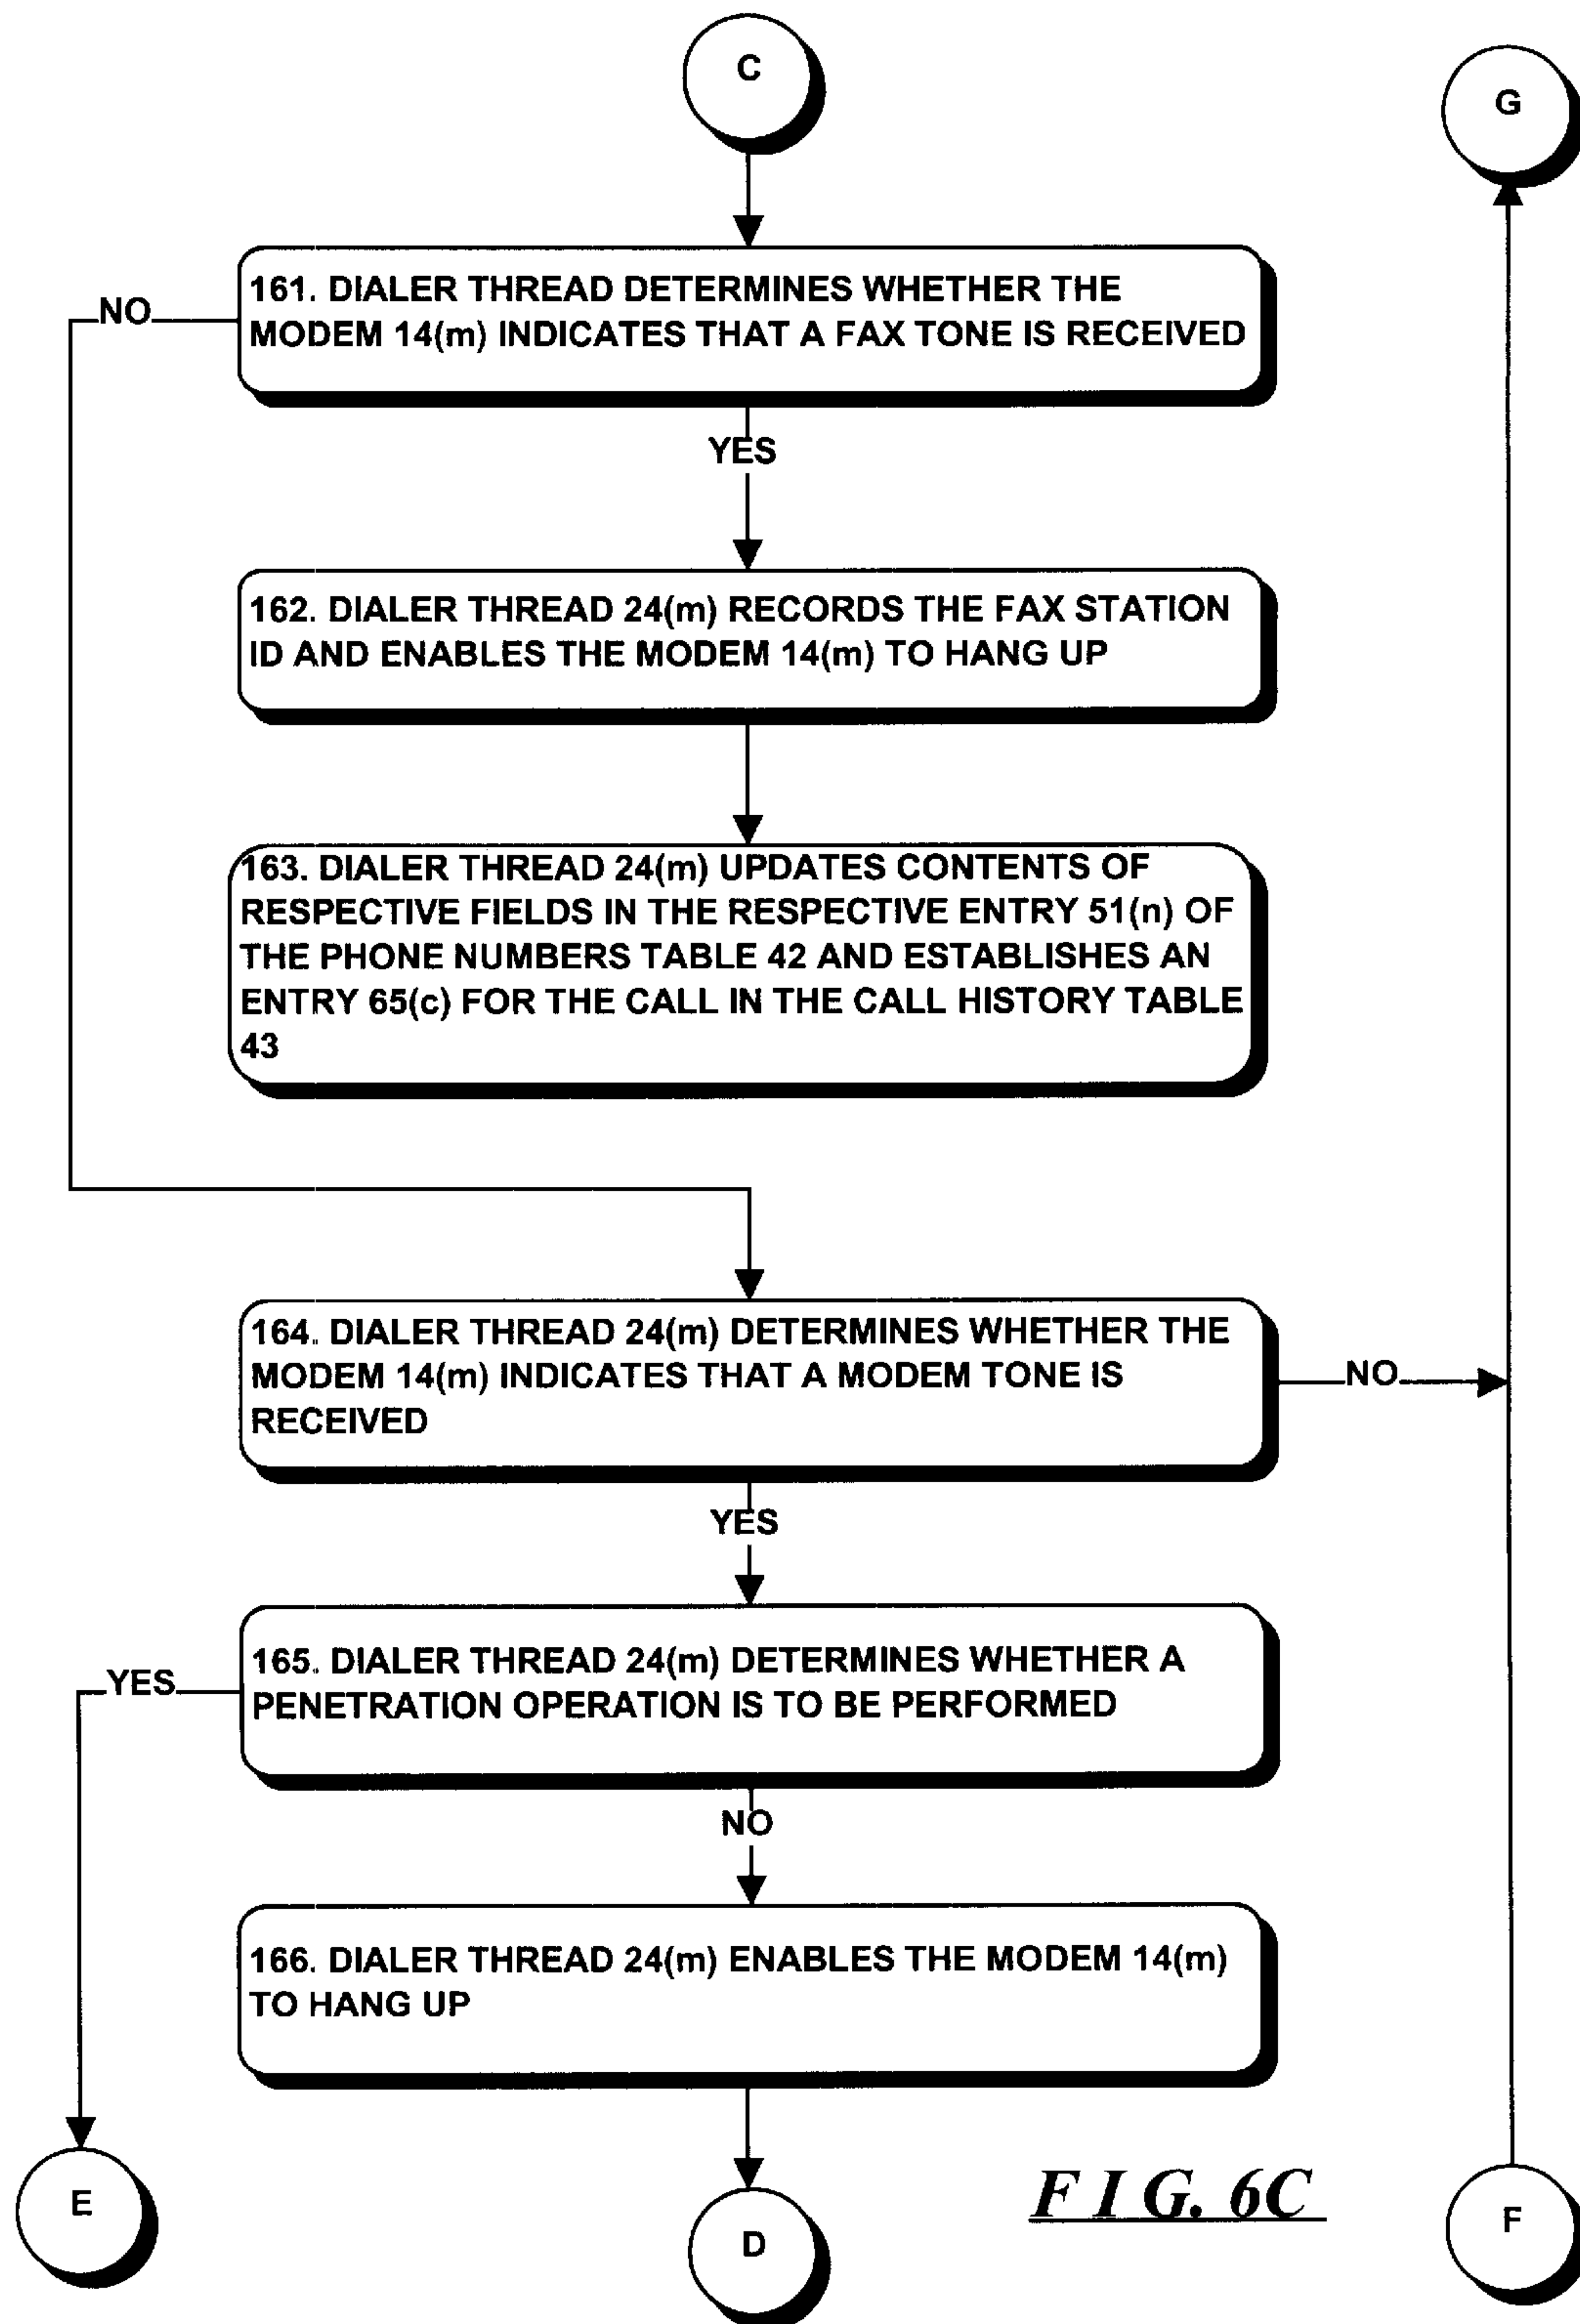 C
G
161. DIALER THREAD DETERMINES WHETHER THE
MODEM 14(m) INDICATES THAT A FAX TONE IS RECEIVED
NO
YES
162. DIALER THREAD 24(m) RECORDS THE FAX STATION
ID AND ENABLES THE MODEM 14(m) TO HANG UP
163. DIALER THREAD 24(m) UPDATES CONTENTS OF
RESPECTIVE FIELDS IN THE RESPECTIVE ENTRY 51(n) OF
THE PHONE NUMBERS TABLE 42 AND ESTABLISHES AN
ENTRY 65(c) FOR THE CALL IN THE CALL HISTORY TABLE
43
164. DIALER THREAD 24(m) DETERMINES WHETHER THE
MODEM 14(m) INDICATES THAT A MODEM TONE IS
RECEIVED
NO
YES
165. DIALER THREAD 24(m) DETERMINES WHETHER A
PENETRATION OPERATION IS TO BE PERFORMED
YES
NO
166. DIALER THREAD 24(m) ENABLES THE MODEM 14(m)
TO HANG UP
E
D
FIG. 6C
F